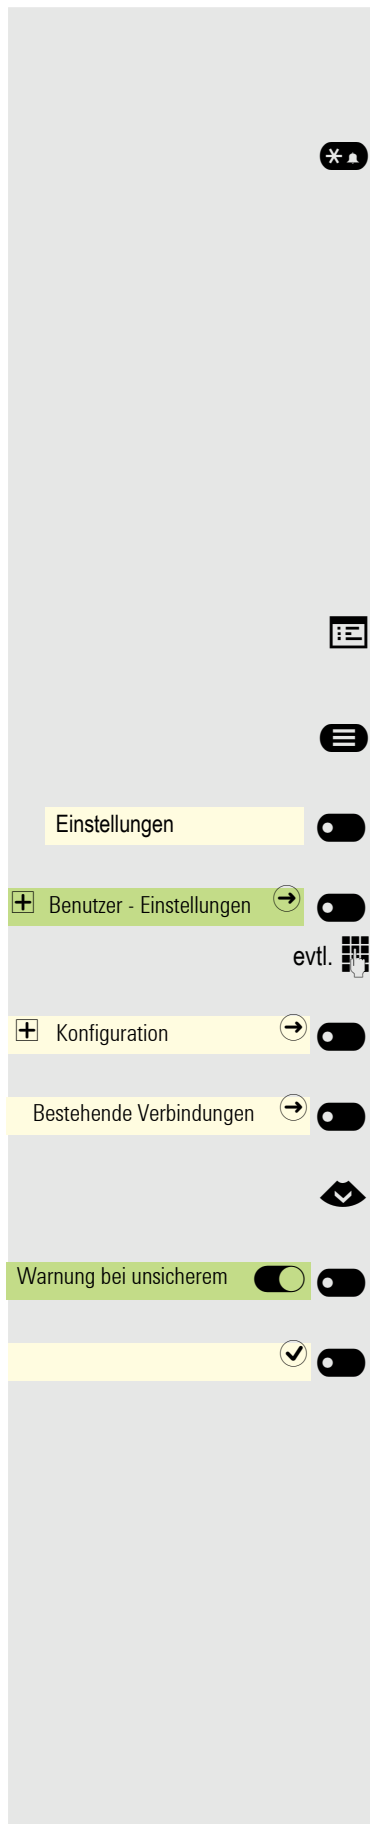 Einstellungen
Benutzer - Einstellungen
evtl.
Konfiguration
Bestehende Verbindungen
Warnung bei unsicherem